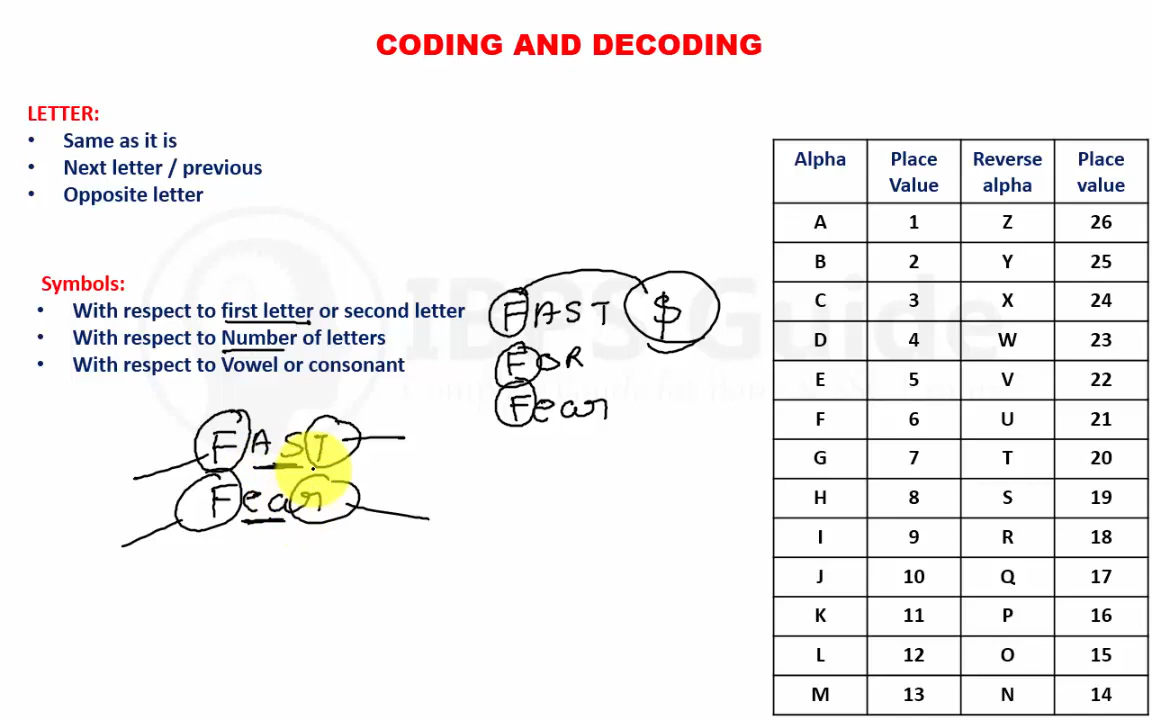 CODING AND DECODING
LETTER:
• Same as it is
• Next letter / previous
• Opposite letter
Symbols:
• With respect to first letter or second letter
• With respect to Number of letters
• With respect to Vowel or consonant
FAST $
FOR
Fear
FAST
Fear
IBPS Guide
Alpha Place Value Reverse alpha Place value
A 1 Z 26
B 2 Y 25
C 3 X 24
D 4 W 23
E 5 V 22
F 6 U 21
G 7 T 20
H 8 S 19
I 9 R 18
J 10 Q 17
K 11 P 16
L 12 O 15
M 13 N 14